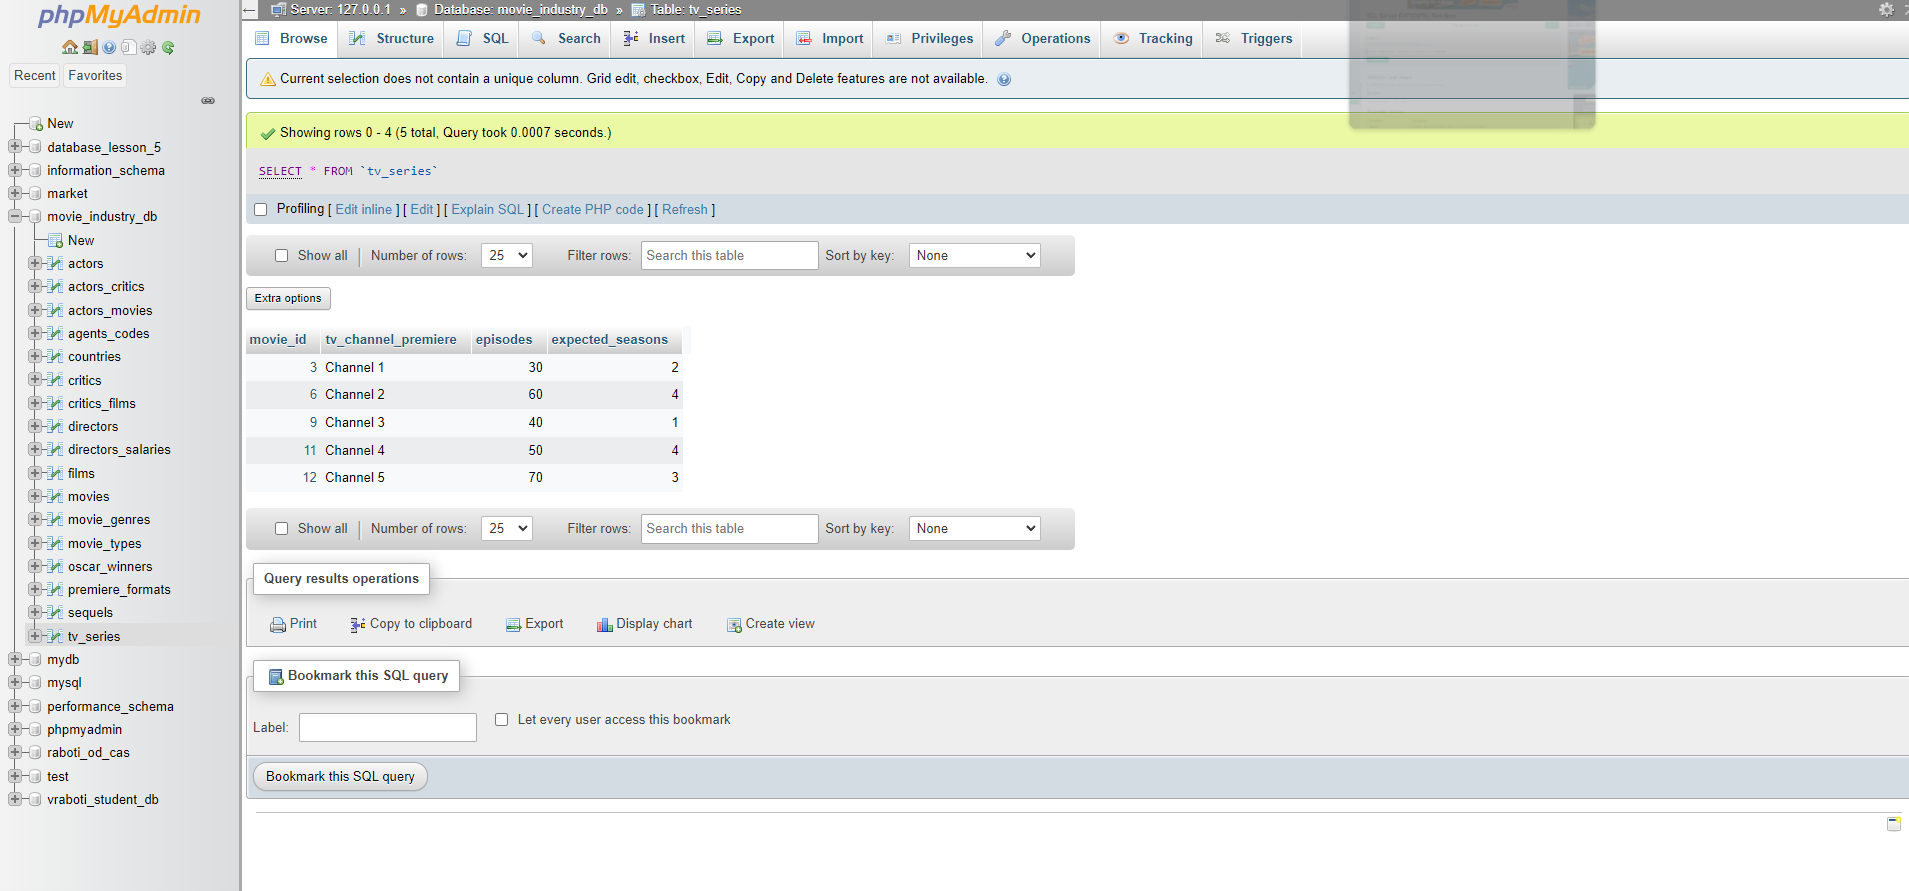 phpMyAdmin
Recent Favorites
New
database_lesson_5
information_schema
market
movie_industry_db
New
actors
actors_critics
actors_movies
agents_codes
countries
critics
critics_films
directors
directors_salaries
films
movies
movie_genres
movie_types
oscar_winners
premiere_formats
sequels
tv_series
mydb
mysql
performance_schema
phpmyadmin
raboti_od_cas
test
vraboti_student_db
Server: 127.0.0.1 » Database: movie_industry_db » Table: tv_series
Browse Structure SQL Search Insert Export Import Privileges Operations Tracking Triggers
Current selection does not contain a unique column. Grid edit, checkbox, Edit, Copy and Delete features are not available.
Showing rows 0 - 4 (5 total, Query took 0.0007 seconds.)
SELECT * FROM `tv_series`
Profiling [ Edit inline ] [ Edit ] [ Explain SQL ] [ Create PHP code ] [ Refresh ]
Show all Number of rows: 25 Filter rows: Search this table Sort by key: None
Extra options
movie_id tv_channel_premiere episodes expected_seasons
3 Channel 1 30 2
6 Channel 2 60 4
9 Channel 3 40 1
11 Channel 4 50 4
12 Channel 5 70 3
Show all Number of rows: 25 Filter rows: Search this table Sort by key: None
Query results operations
Print Copy to clipboard Export Display chart Create view
Bookmark this SQL query
Label: Let every user access this bookmark
Bookmark this SQL query